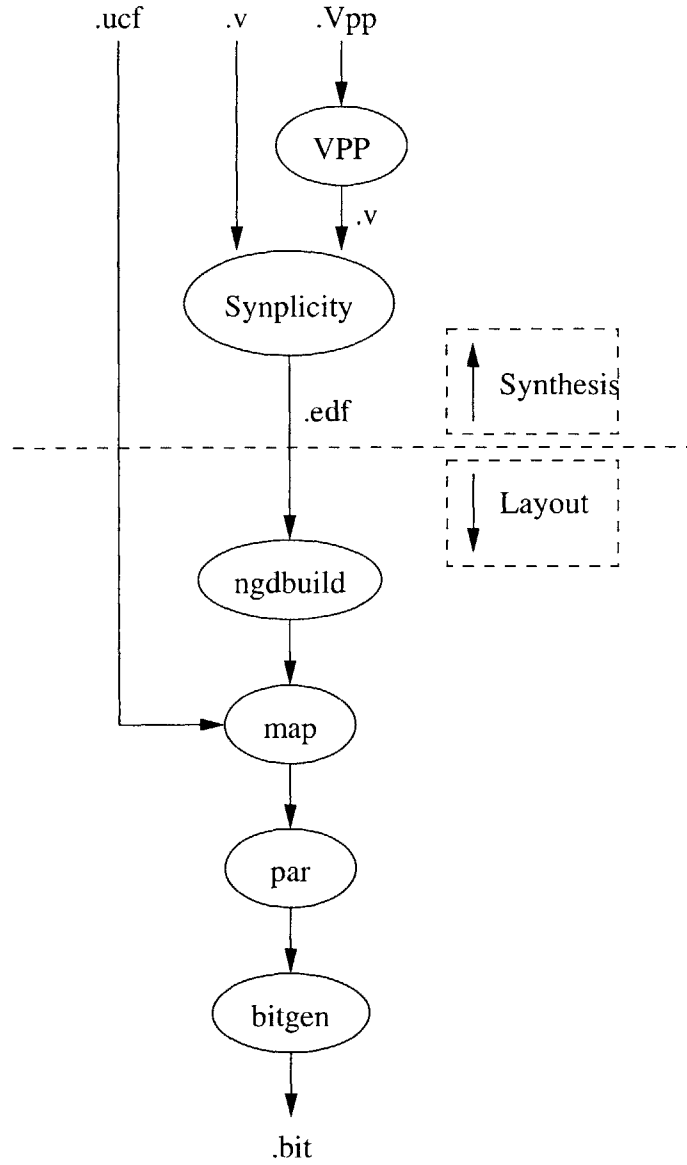 .ucf
.v
.Vpp
VPP
.v
Synplicity
Synthesis
.edf
Layout
ngdbuild
map
par
bitgen
.bit